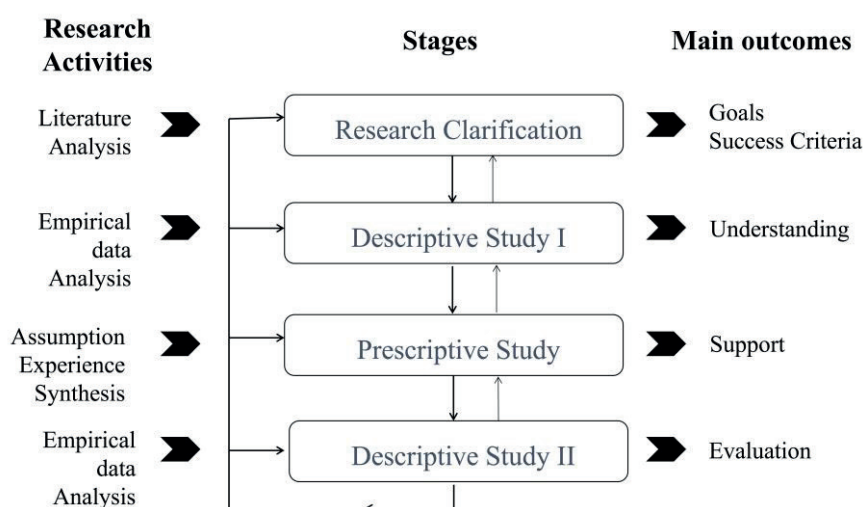 Research
Activities
Stages
Main outcomes
Literature
Analysis
Research Clarification
Goals
Success Criteria
Empirical
data
Analysis
Descriptive Study I
Understanding
Assumption
Experience
Synthesis
Prescriptive Study
Support
Empirical
data
Analysis
Descriptive Study II
Evaluation